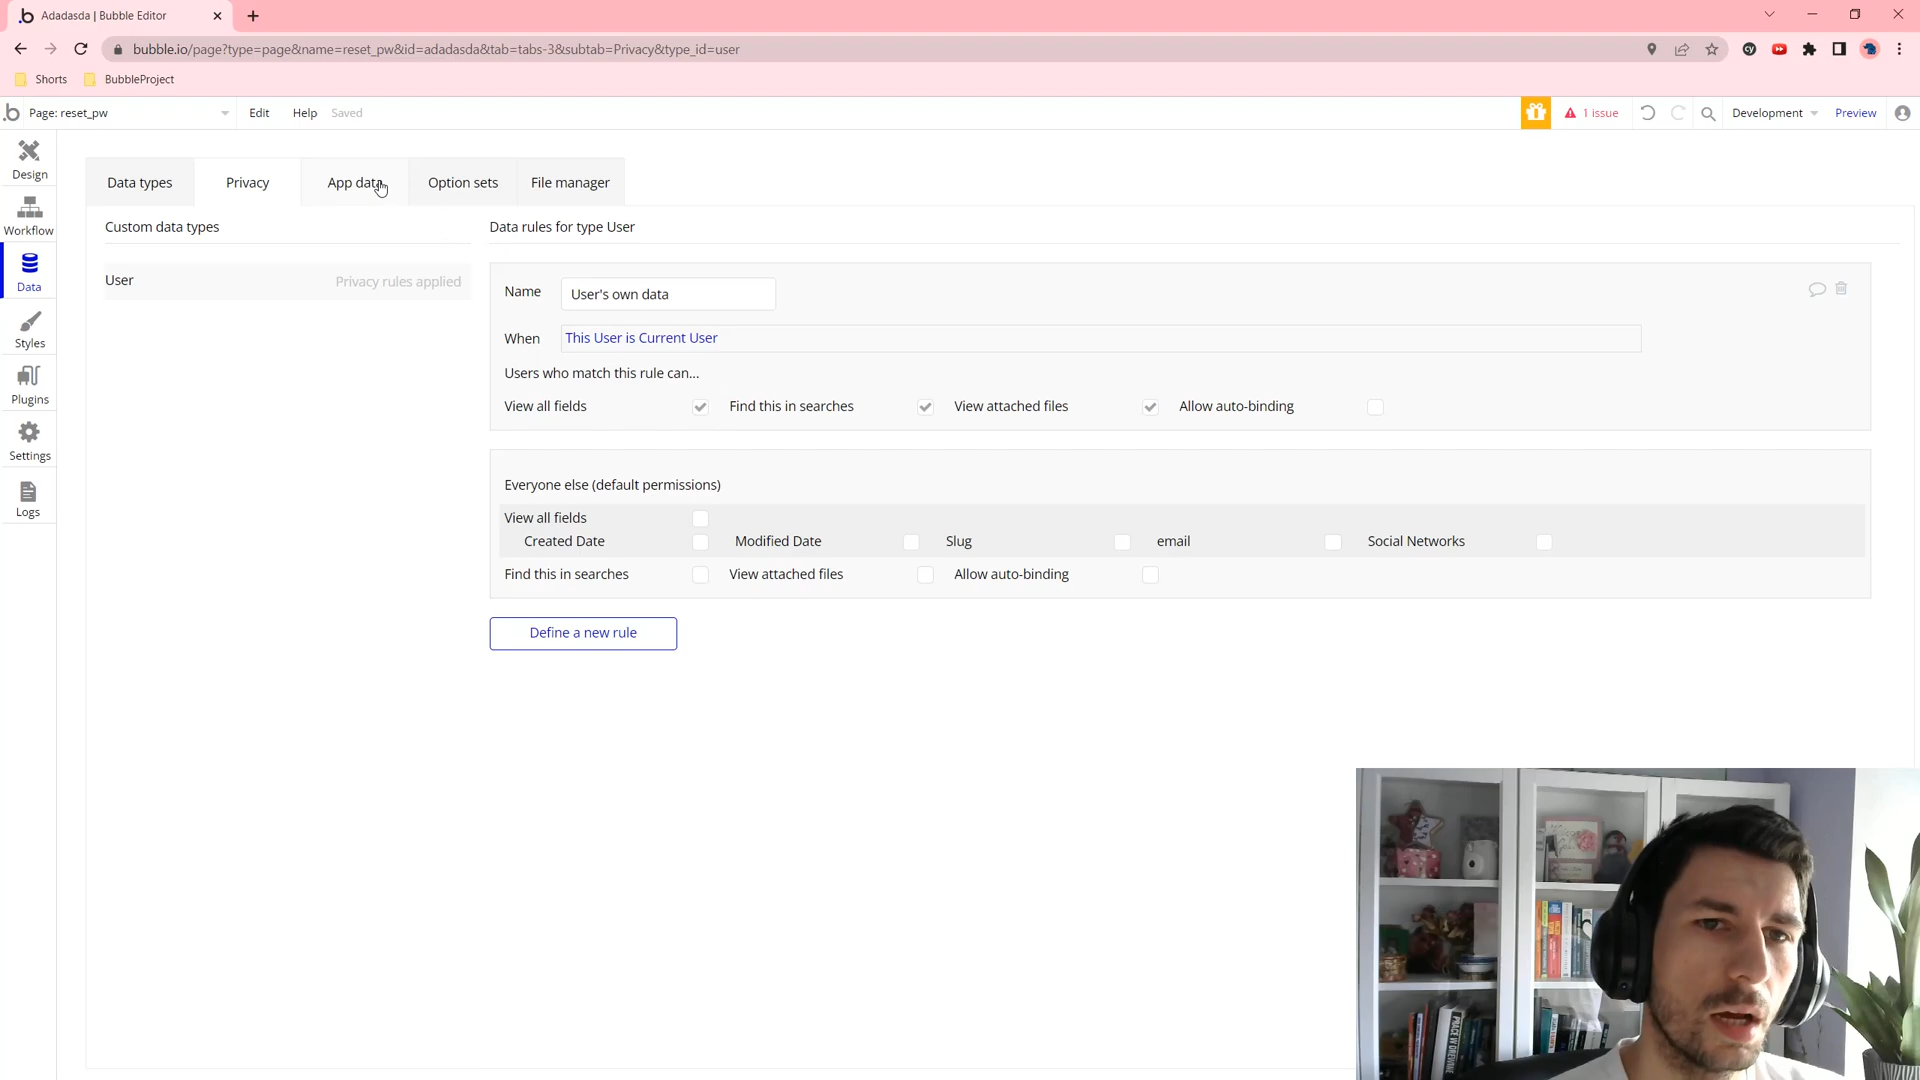 Adadasda | Bubble Editor
bubble.io/page?type=page&name=reset_pw&id=adadasda&tab=tabs-3&subtab=Privacy&type_id=user
Shorts BubbleProject
Page: reset_pw Edit Help Saved 1 issue Development Preview
Design
Workflow
Data
Styles
Plugins
Settings
Logs
Data types Privacy App data Option sets File manager
Custom data types
User Privacy rules applied
Data rules for type User
Name User's own data
When This User is Current User
Users who match this rule can...
View all fields Find this in searches View attached files Allow auto-binding
Everyone else (default permissions)
View all fields
Created Date Modified Date Slug email Social Networks
Find this in searches View attached files Allow auto-binding
Define a new rule